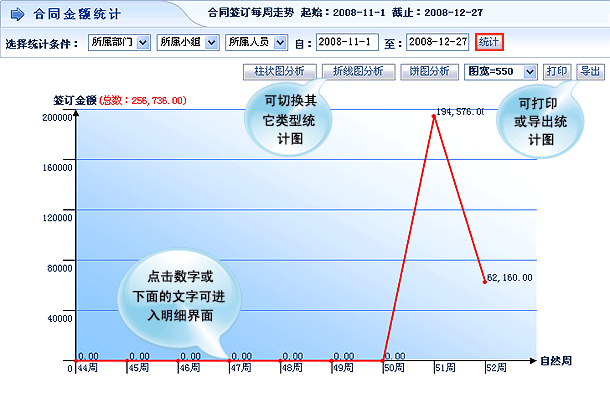 合同金额统计
合同签订每周走势 起始：2008-11-1 截止：2008-12-27
选择统计条件： 所属部门 所属小组 所属人员 自： 2008-11-1 至： 2008-12-27 统计
柱状图分析 折线图分析 饼图分析 图宽=550 打印 导出
签订金额(总数：256,736.00)
可切换其
它类型统
计图
可打印
或导出统
计图
200000
160000
120000
80000
40000
0
194,576.0(
62,160.00
点击数字或
下面的文字可进
入明细界面
0.00 0.00 0.00 0.00 0.00 0.00 0.00
44周 45周 46周 47周 48周 49周 50周 51周 52周
自然周